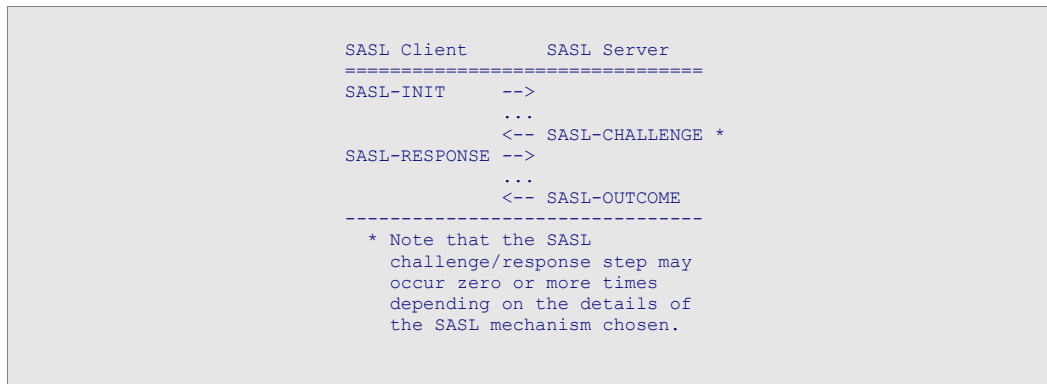 SASL Client       SASL Server
================================
SASL-INIT     -->
              ...
              <-- SASL-CHALLENGE *
SASL-RESPONSE -->
              ...
              <-- SASL-OUTCOME
--------------------------------
  * Note that the SASL
    challenge/response step may
    occur zero or more times
    depending on the details of
    the SASL mechanism chosen.